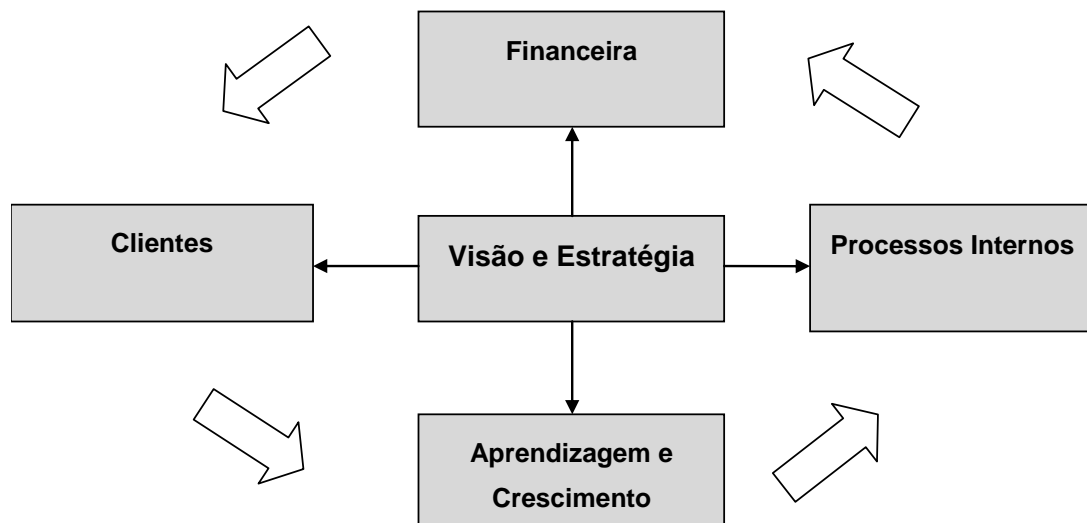 Financeira
Clientes
Visão e Estratégia
Processos Internos
Aprendizagem e
Crescimento